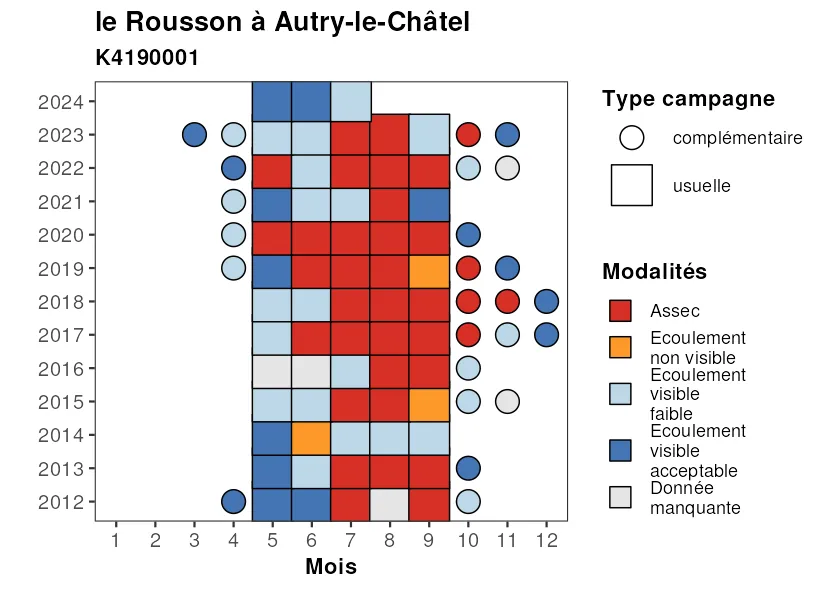 le Rousson à Autry-le-Châtel
K4190001
2024
2023
2022
2021
2020
2019
2018
2017
2016
2015
2014
2013
2012
1 2 3 4 5 6 7 8 9 10 11 12
Mois
Type campagne
complémentaire
usuelle
Modalités
Assec
Ecoulement
non visible
Ecoulement
visible
faible
Ecoulement
visible
acceptable
Donnée
manquante